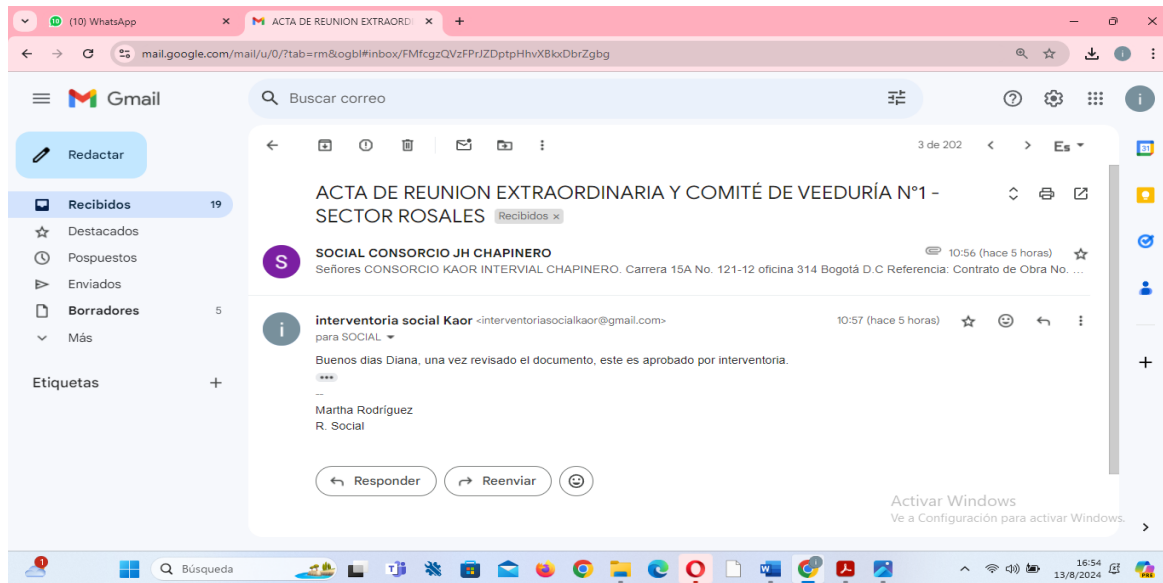 (10) WhatsApp
ACTA DE REUNION EXTRAORDI
mail.google.com/mail/u/0/?tab=rm&ogbl#inbox/FMfcgzQVzFPrJZDptpHhvXBkxDbrZgbg
Gmail
Buscar correo
i
Redactar
3 de 202
Es
31
Recibidos 19
Destacados
Pospuestos
Enviados
Borradores 5
Más
Etiquetas
ACTA DE REUNION EXTRAORDINARIA Y COMITÉ DE VEEDURÍA N°1 -
SECTOR ROSALES Recibidos x
S
SOCIAL CONSORCIO JH CHAPINERO 10:56 (hace 5 horas)
Señores CONSORCIO KAOR INTERVIAL CHAPINERO. Carrera 15A No. 121-12 oficina 314 Bogotá D.C Referencia: Contrato de Obra No. ...
i
interventoria social Kaor <interventoriasocialkaor@gmail.com> 10:57 (hace 5 horas)
para SOCIAL
Buenos dias Diana, una vez revisado el documento, este es aprobado por interventoria.
...
--
Martha Rodríguez
R. Social
Responder
Reenviar
Activar Windows
Ve a Configuración para activar Windows.
1
Búsqueda
16:54
13/8/2024